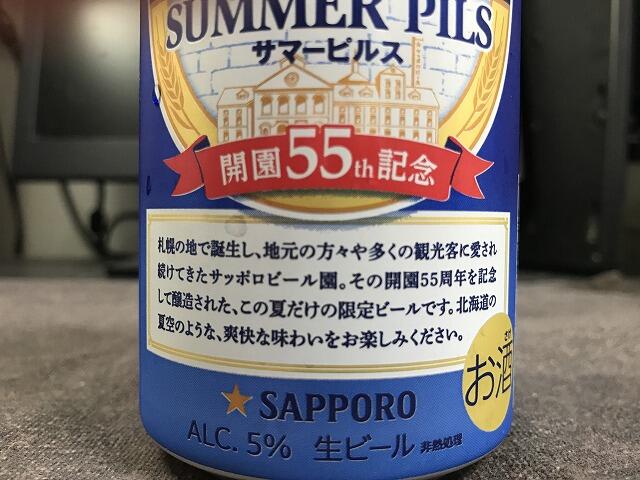 SUMMER PILS
サマーピルス
開園55th記念
札幌の地で誕生し、地元の方々や多くの観光客に愛され
続けてきたサッポロビール園。その開園55周年を記念
して醸造された、この夏だけの限定ビールです。北海道の
夏空のような、爽快な味わいをお楽しみください。
さけ
お酒
SAPPORO
ALC. 5% 生ビール 非熱処理